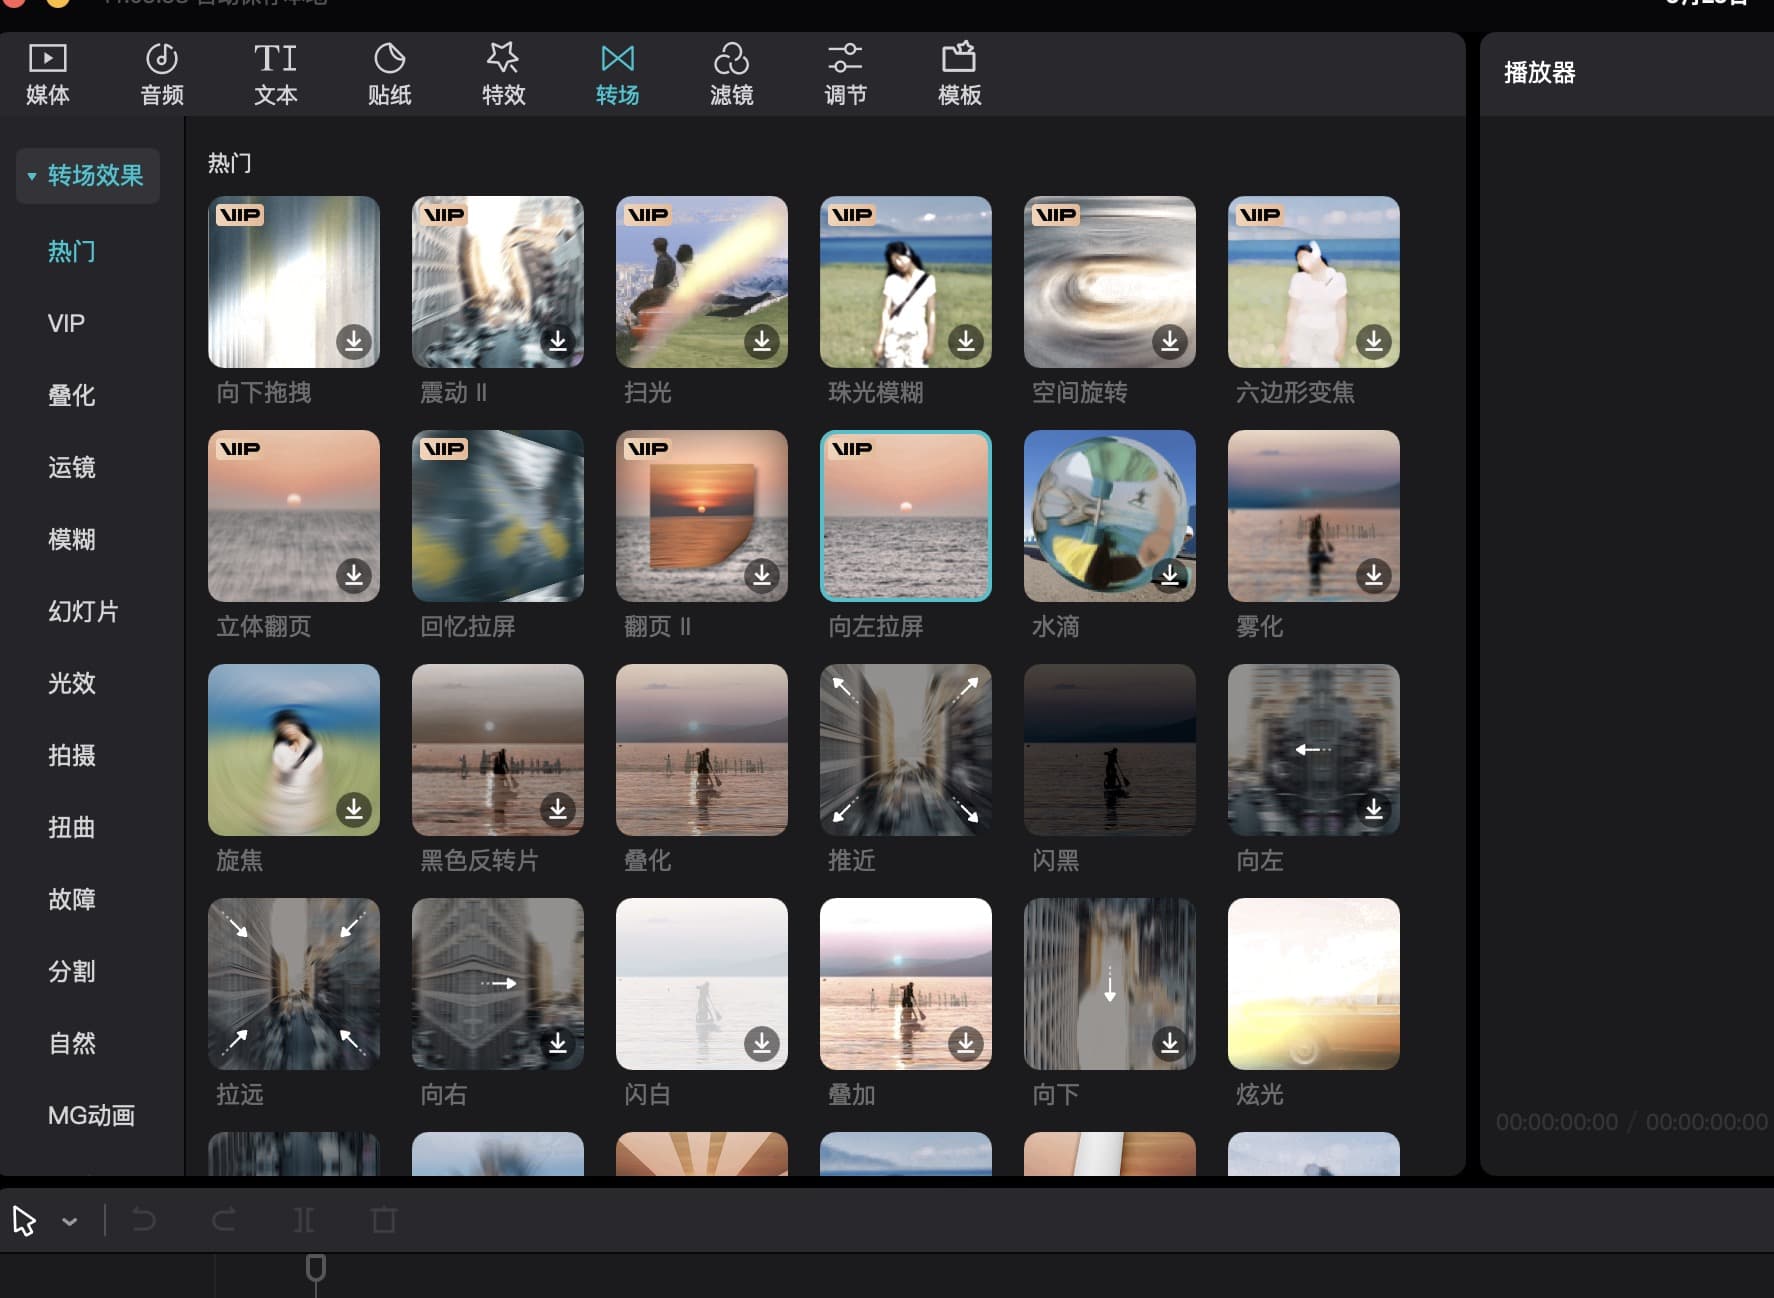 媒体 音频 文本 贴纸 特效 转场 滤镜 调节 模板
播放器
转场效果
热门
VIP
叠化
运镜
模糊
幻灯片
光效
拍摄
扭曲
故障
分割
自然
MG动画
热门
VIP VIP VIP VIP VIP VIP
向下拖拽 震动 II 扫光 珠光模糊 空间旋转 六边形变焦
VIP VIP VIP VIP
立体翻页 回忆拉屏 翻页 II 向左拉屏 水滴 雾化
旋焦 黑色反转片 叠化 推近 闪黑 向左
拉远 向右 闪白 叠加 向下 炫光
00:00:00:00 / 00:00:00:00